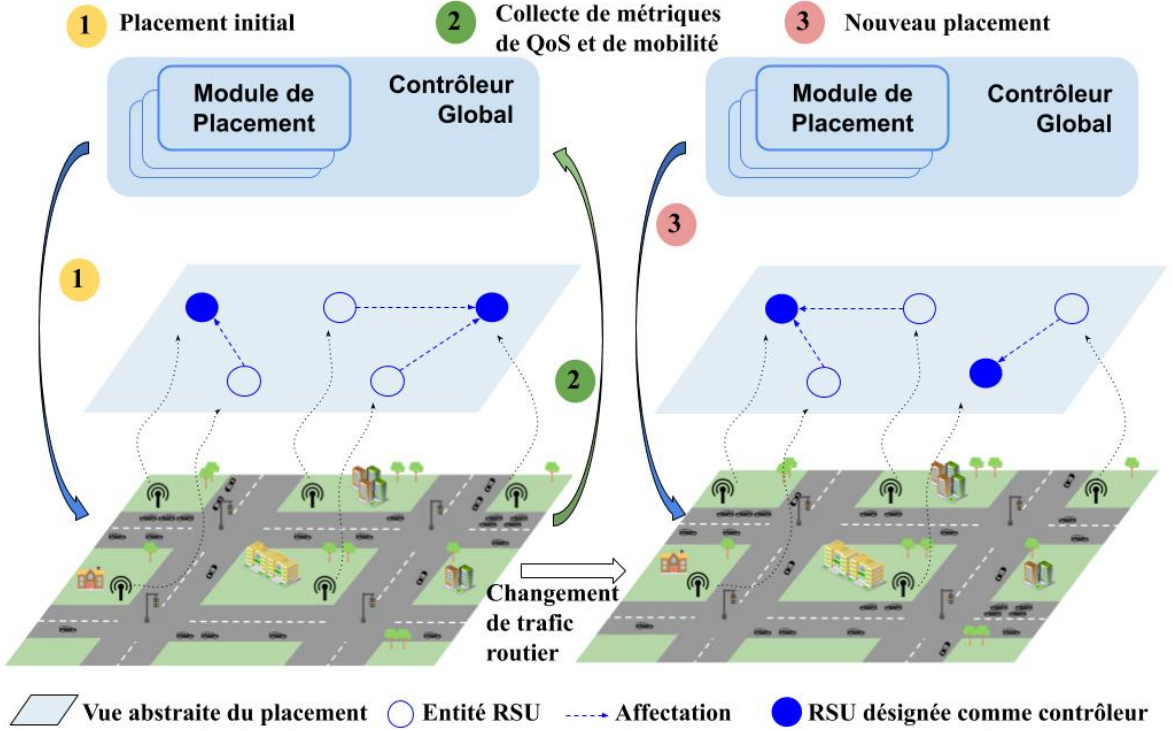 1 Placement initial
2 Collecte de métriques
de QoS et de mobilité
3 Nouveau placement
Module de
Placement
Contrôleur
Global
Module de
Placement
Contrôleur
Global
1
2
3
Changement
de trafic
routier
Vue abstraite du placement
Entité RSU
Affectation
RSU désignée comme contrôleur